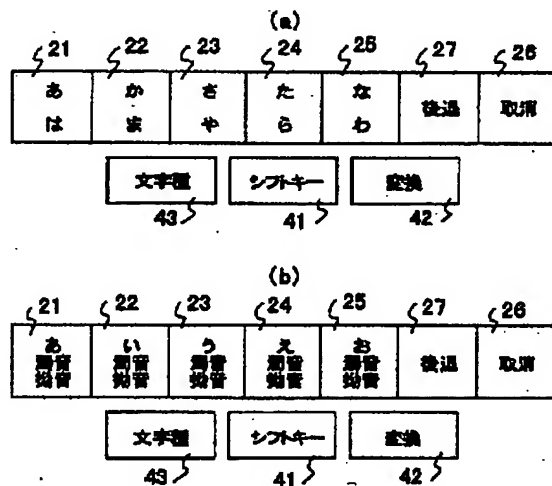 (a)
21 22 23 24 25 27 26
あ か さ た な 後退 取消
は ま や ら わ
文字種 シフトキー 変換
43 41 42
(b)
21 22 23 24 25 27 26
あ い う え お 後退 取消
濁音 濁音 濁音 濁音 濁音
拗音 拗音 拗音 拗音 拗音
文字種 シフトキー 変換
43 41 42